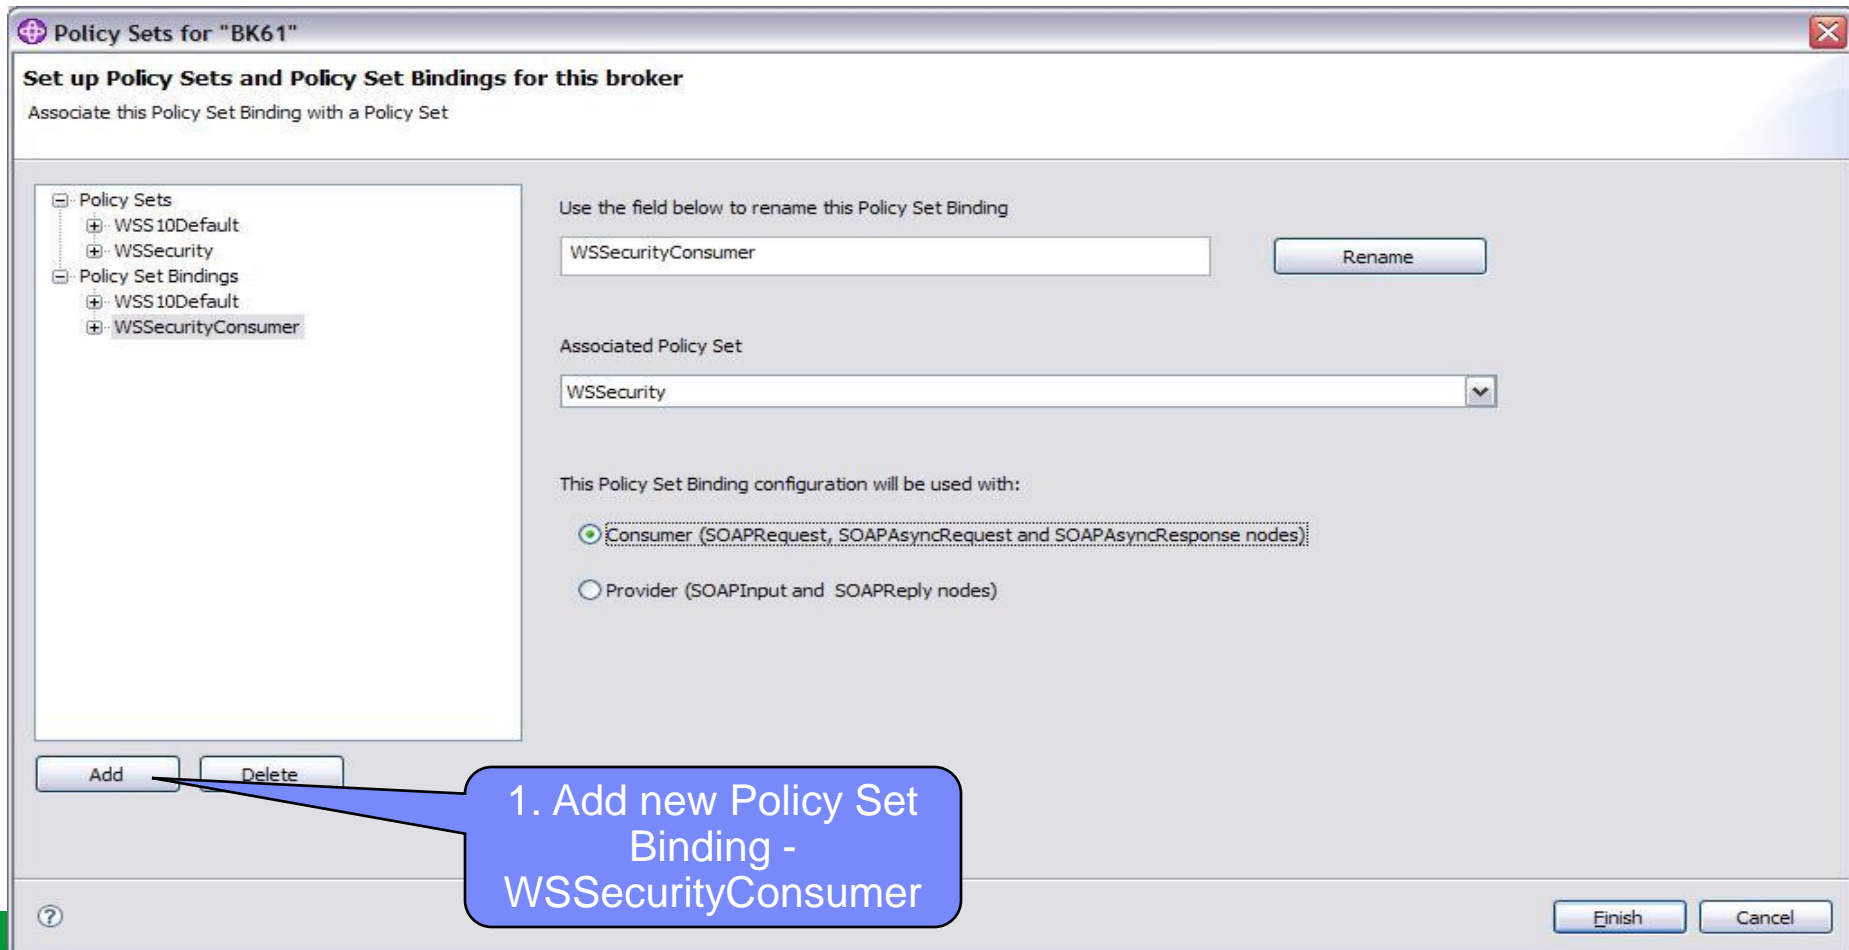 Policy Sets for "BK61"
Set up Policy Sets and Policy Set Bindings for this broker
Associate this Policy Set Binding with a Policy Set
Policy Sets
WSS10Default
WSSecurity
Policy Set Bindings
WSS10Default
WSSecurityConsumer
Use the field below to rename this Policy Set Binding
WSSecurityConsumer
Rename
Associated Policy Set
WSSecurity
This Policy Set Binding configuration will be used with:
Consumer (SOAPRequest, SOAPAsyncRequest and SOAPAsyncResponse nodes)
Provider (SOAPInput and  SOAPReply nodes)
Add
Delete
1. Add new Policy Set
Binding -
WSSecurityConsumer
?
Finish
Cancel